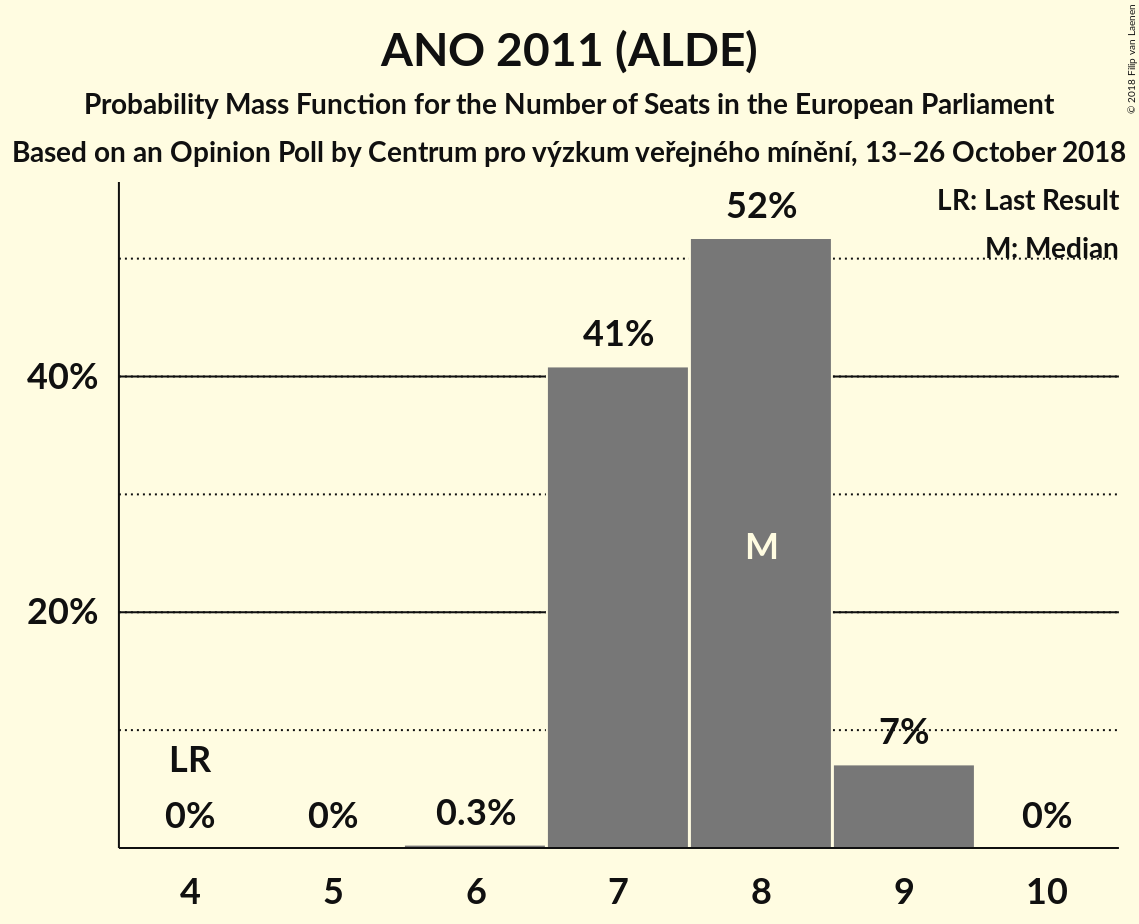 ANO 2011 (ALDE)
Probability Mass Function for the Number of Seats in the European Parliament
Based on an Opinion Poll by Centrum pro výzkum veřejného mínění, 13–26 October 2018
© 2018 Filip van Laenen
LR: Last Result
M: Median
52%
41%
40%
M
20%
7%
LR
0%
0%
0.3%
0%
4
5
6
7
8
9
10